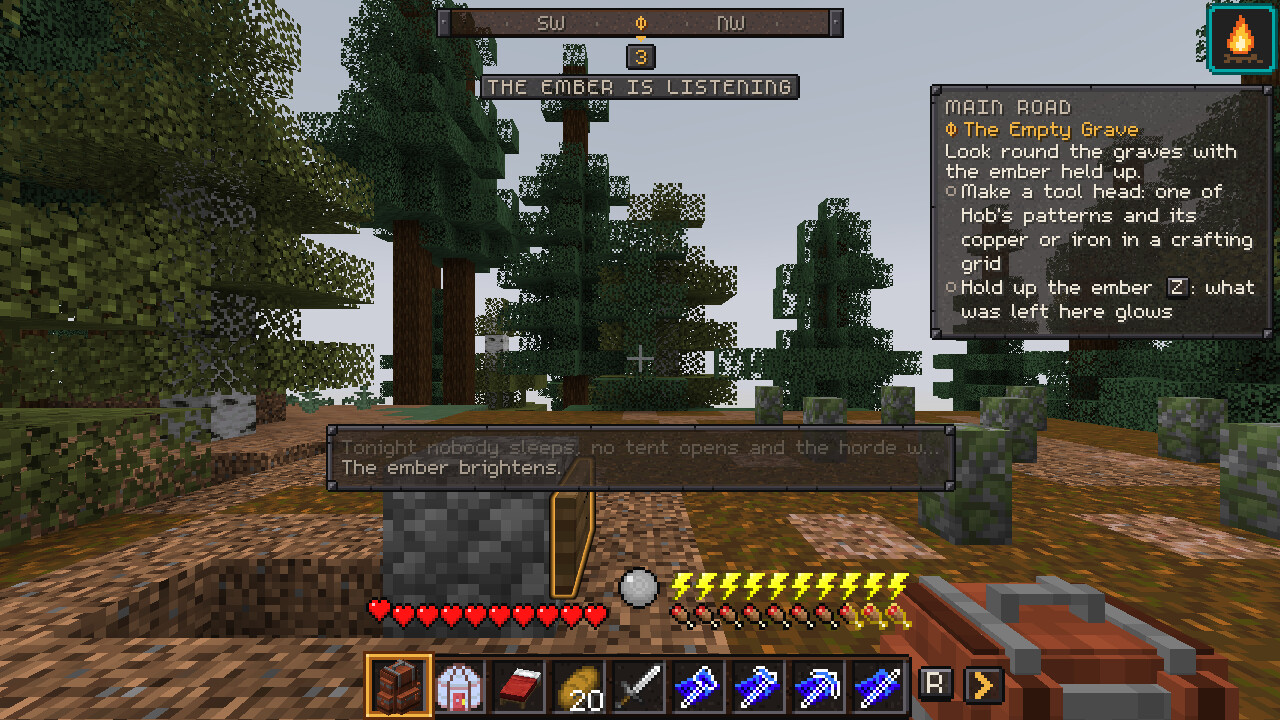 SW NW
3
THE EMBER IS LISTENING
MAIN ROAD
The Empty Grave
Look round the graves with
the ember held up.
Make a tool head: one of
Hob's patterns and its
copper or iron in a crafting
grid
Hold up the ember Z: what
was left here glows
Tonight nobody sleeps, no tent opens and the horde w...
The ember brightens.
20
R